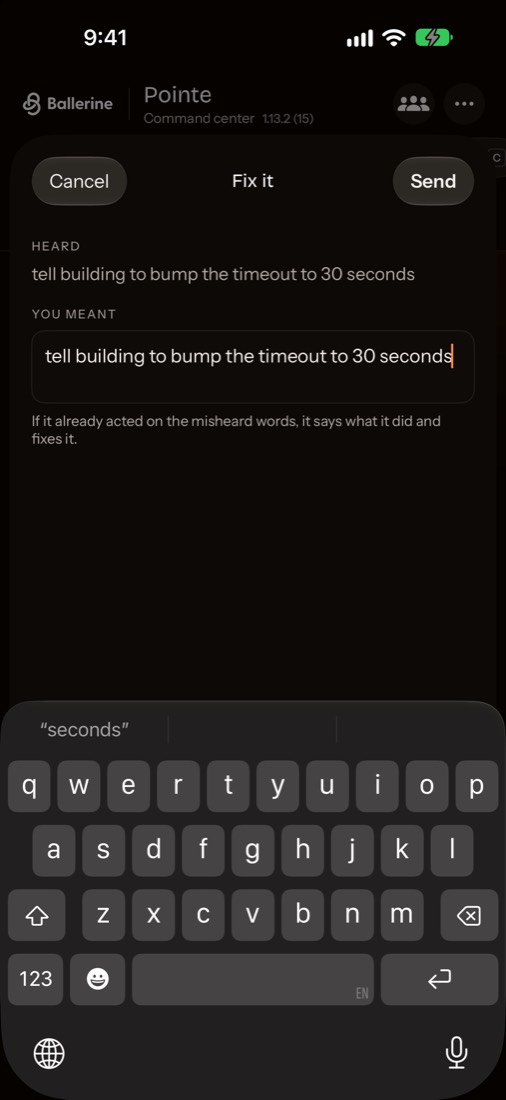 9:41
Ballerine
Pointe
Command center 1.13.2 (15)
C
Cancel
Fix it
Send
HEARD
tell building to bump the timeout to 30 seconds
YOU MEANT
tell building to bump the timeout to 30 seconds
If it already acted on the misheard words, it says what it did and
fixes it.
“seconds”
q w e r t y u i o p
a s d f g h j k l
z x c v b n m
123
EN